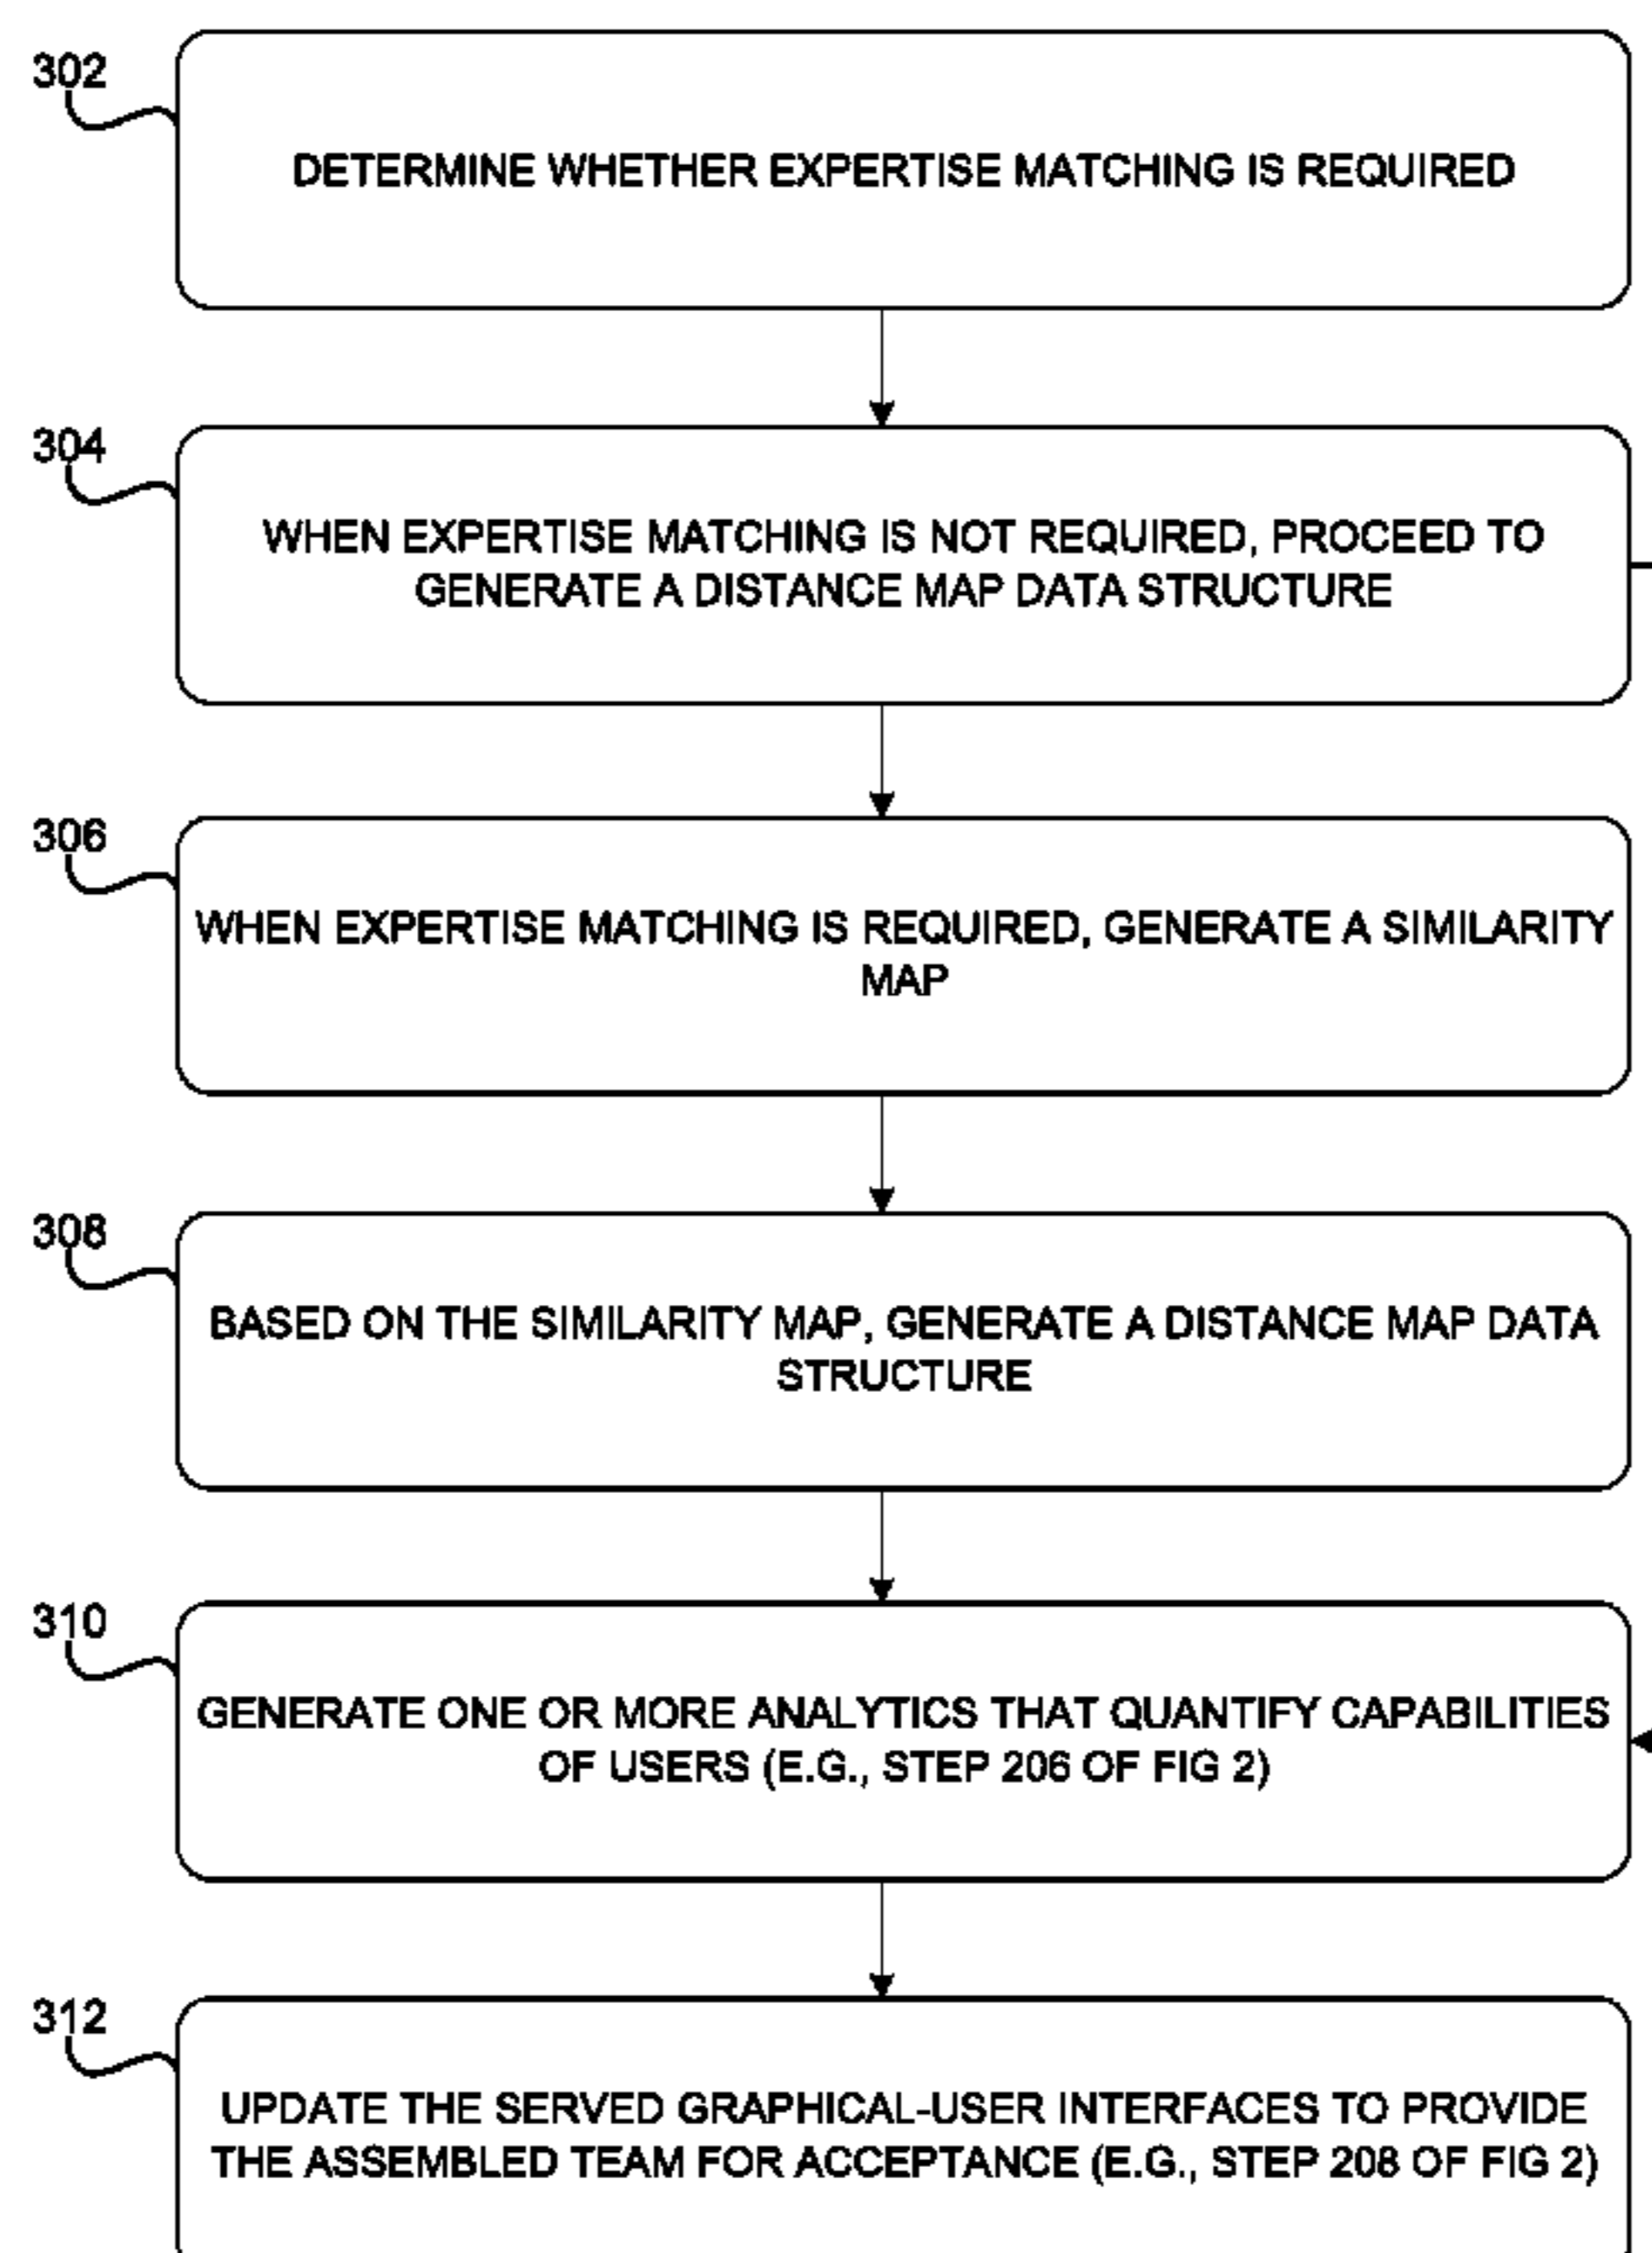 302
DETERMINE WHETHER EXPERTISE MATCHING IS REQUIRED
304
WHEN EXPERTISE MATCHING IS NOT REQUIRED, PROCEED TO
GENERATE A DISTANCE MAP DATA STRUCTURE
306
WHEN EXPERTISE MATCHING IS REQUIRED, GENERATE A SIMILARITY
MAP
308
BASED ON THE SIMILARITY MAP, GENERATE A DISTANCE MAP DATA
STRUCTURE
310
GENERATE ONE OR MORE ANALYTICS THAT QUANTIFY CAPABILITIES
OF USERS (E.G., STEP 206 OF FIG 2)
312
UPDATE THE SERVED GRAPHICAL-USER INTERFACES TO PROVIDE
THE ASSEMBLED TEAM FOR ACCEPTANCE (E.G., STEP 208 OF FIG 2)